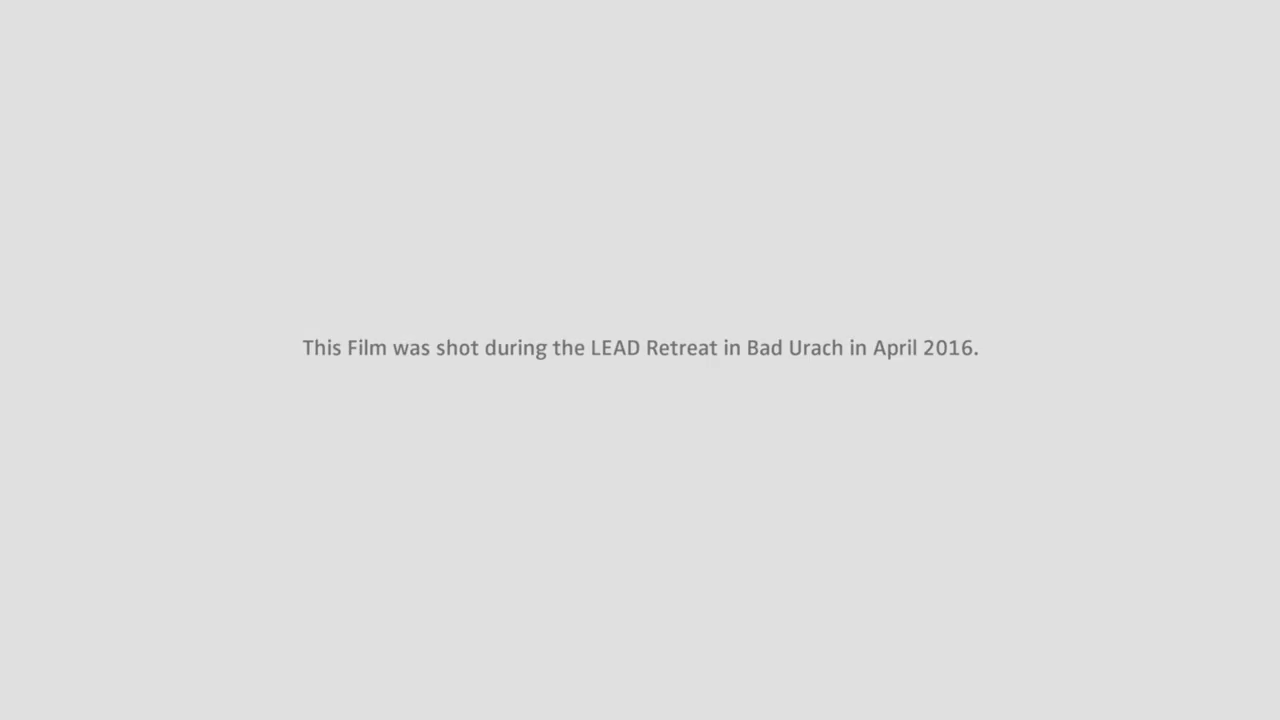 This Film was shot during the LEAD Retreat in Bad Urach in April 2016.